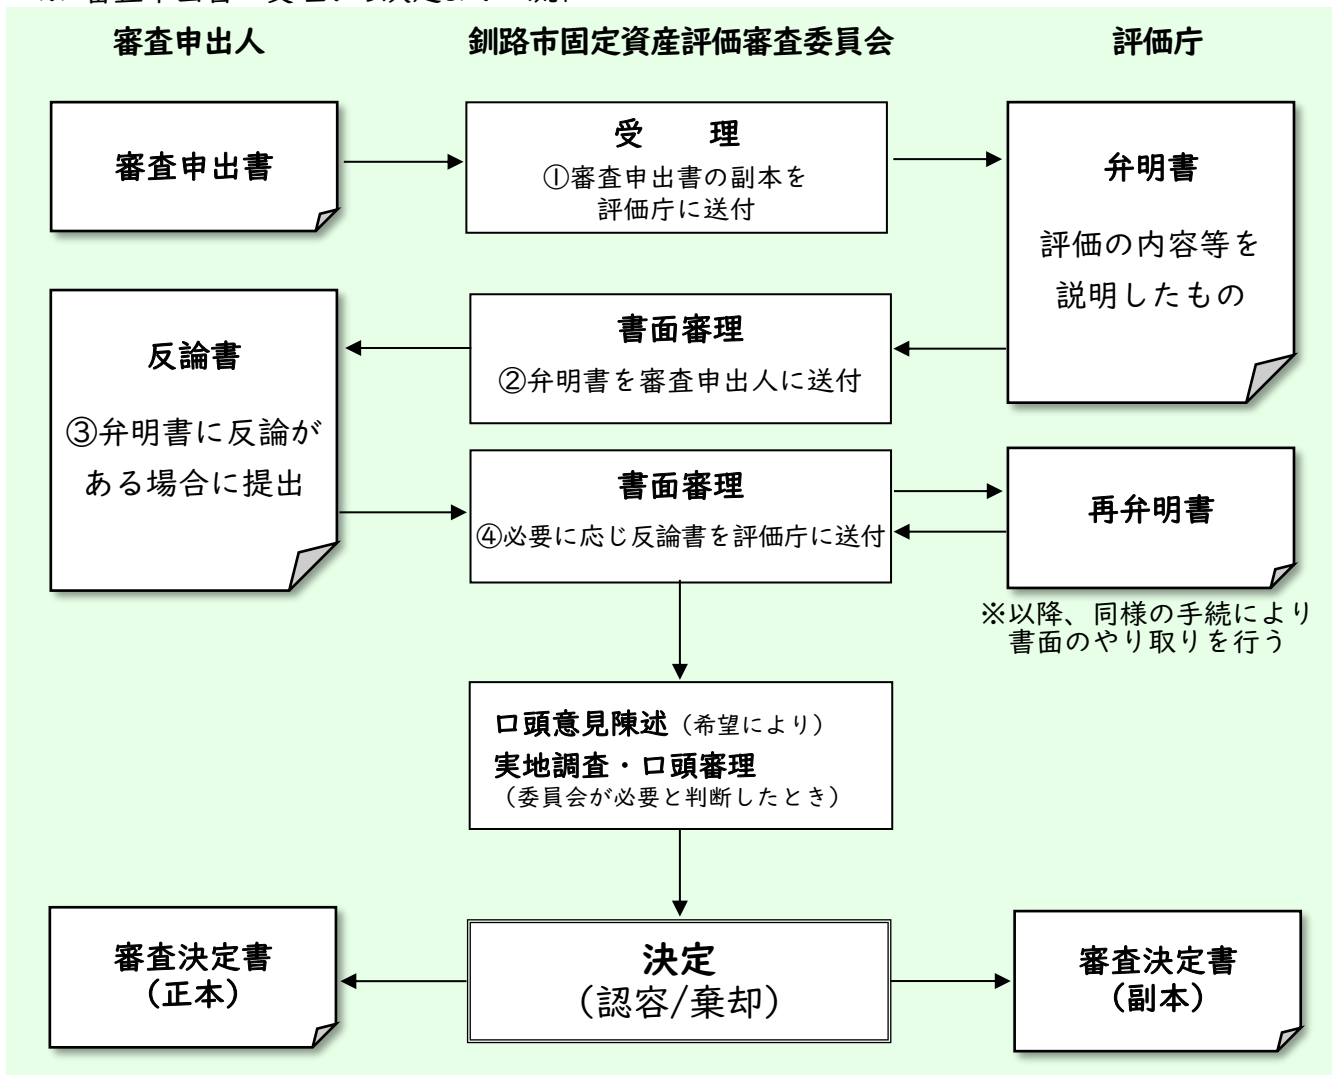 審査申出人
釧路市固定資産評価審査委員会
評価庁
審査申出書
受　理
①審査申出書の副本を
評価庁に送付
弁明書
評価の内容等を
説明したもの
反論書
③弁明書に反論が
ある場合に提出
書面審理
②弁明書を審査申出人に送付
書面審理
④必要に応じ反論書を評価庁に送付
再弁明書
※以降、同様の手続により
書面のやり取りを行う
口頭意見陳述（希望により）
実地調査・口頭審理
（委員会が必要と判断したとき）
審査決定書
（正本）
決定
（認容/棄却）
審査決定書
（副本）